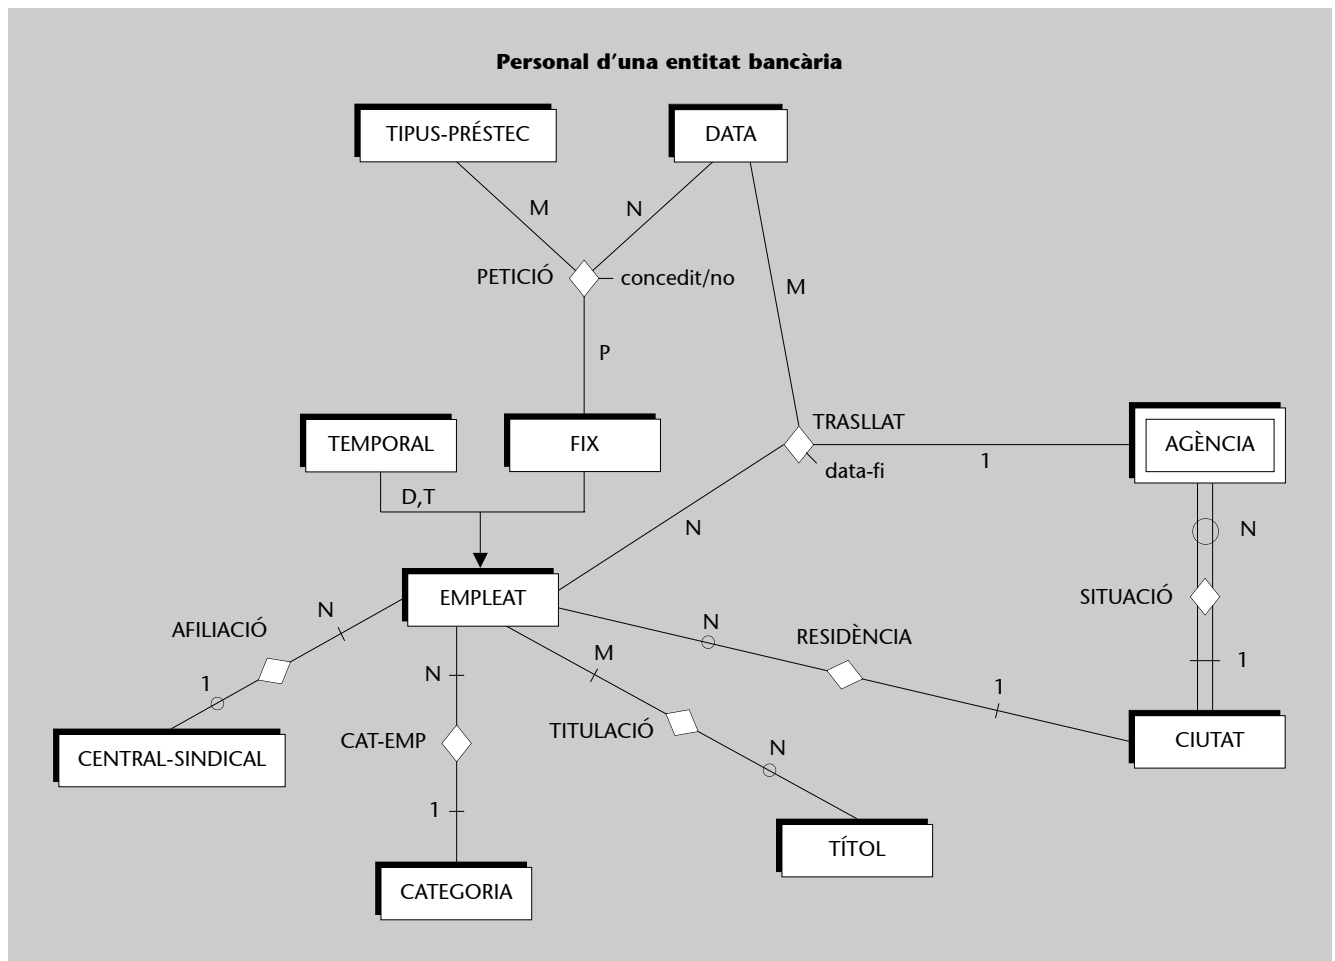 Personal d'una entitat bancària
TIPUS-PRÉSTEC
DATA
M
N
PETICIÓ
concedit/no
M
P
TRASLLAT
TEMPORAL
FIX
AGÈNCIA
1
data-fi
D,T
N
N
EMPLEAT
SITUACIÓ
N
AFILIACIÓ
N
RESIDÈNCIA
M
1
1
N
1
TITULACIÓ
CAT-EMP
CIUTAT
N
CENTRAL-SINDICAL
1
TÍTOL
CATEGORIA